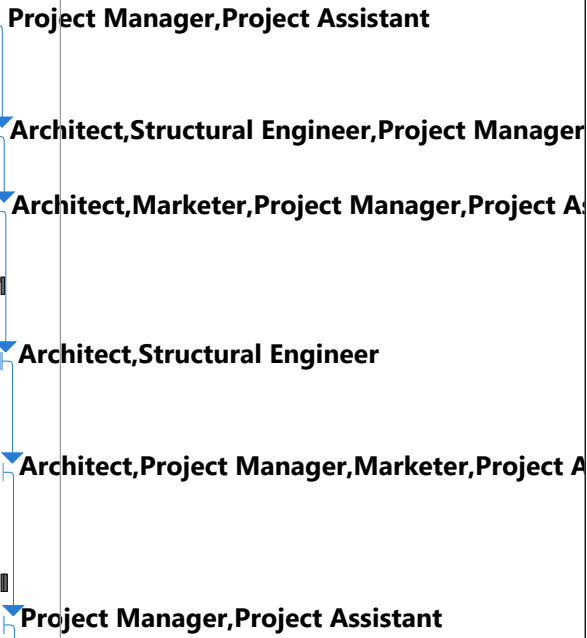 Project Manager,Project Assistant
Architect,Structural Engineer,Project Manager
Architect,Marketer,Project Manager,Project
Architect,Structural Engineer
Architect,Project Manager,Marketer,Project
Project Manager,Project Assistant